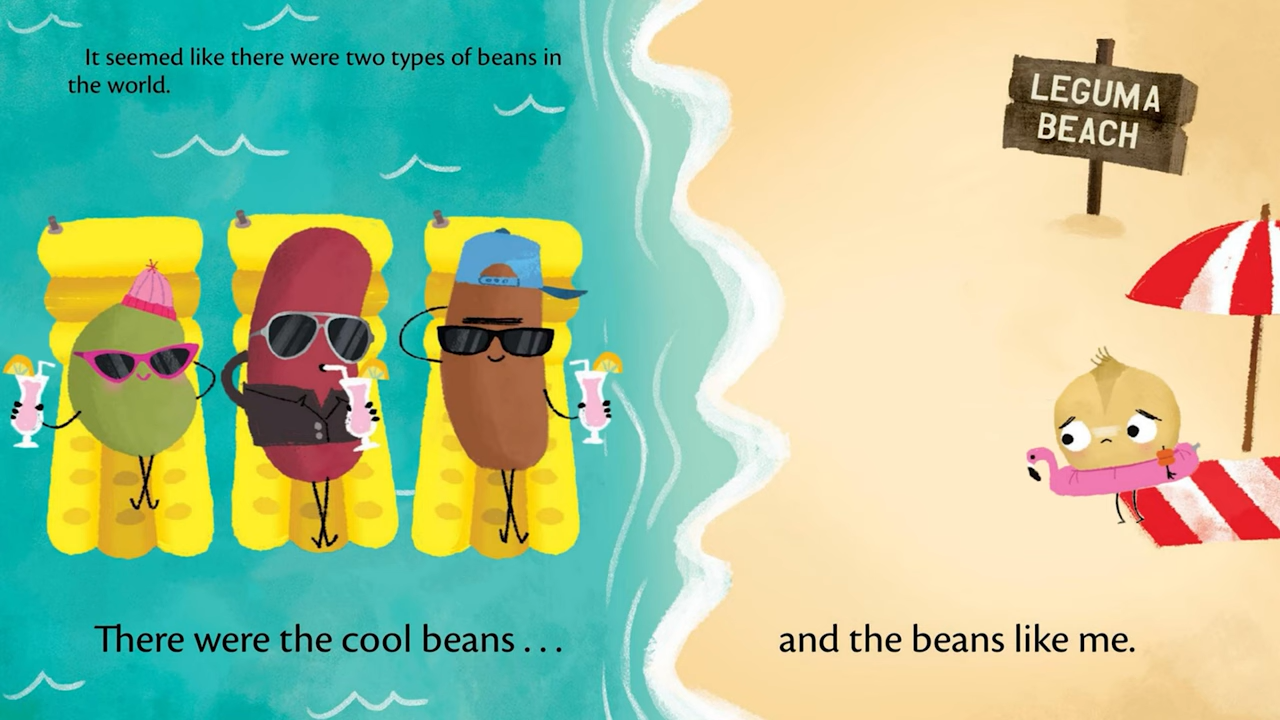 It seemed like there were two types of beans in
the world.
LEGUMA
BEACH
There were the cool beans . . .
and the beans like me.